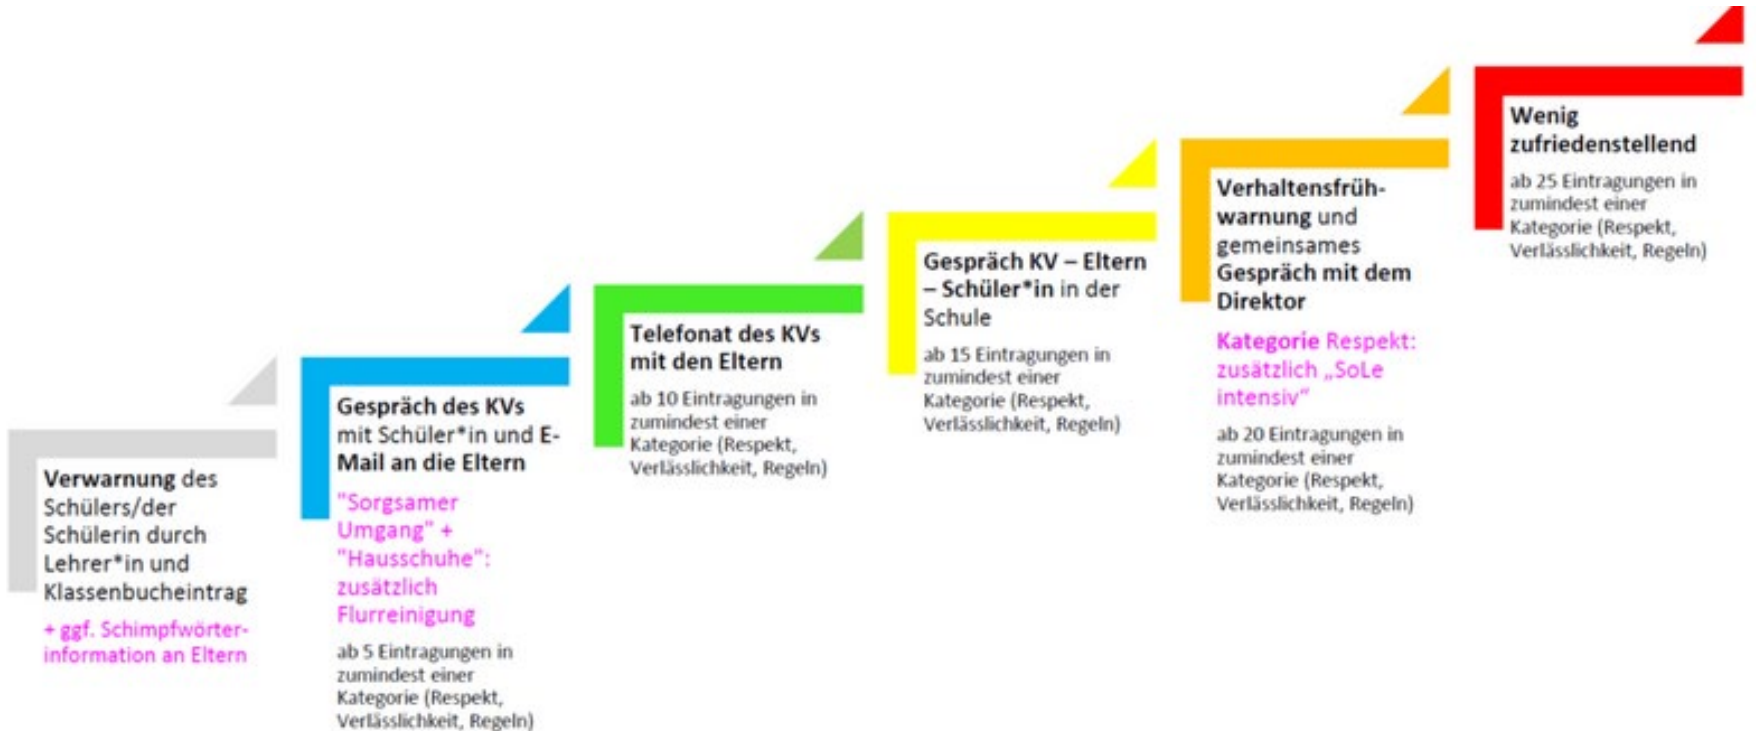 Verwarnung des
Schülers/der
Schülerin durch
Lehrer*in und
Klassenbucheintrag
+ ggf. Schimpfwörter-
information an Eltern
Gespräch des KVs
mit Schüler*in und E-
Mail an die Eltern
"Sorgsamer
Umgang" +
"Hausschuhe":
zusätzlich
Flurreinigung
ab 5 Eintragungen in
zumindest einer
Kategorie (Respekt,
Verlässlichkeit, Regeln)
Telefonat des KVs
mit den Eltern
ab 10 Eintragungen in
zumindest einer
Kategorie (Respekt,
Verlässlichkeit, Regeln)
Gespräch KV – Eltern
– Schüler*in in der
Schule
ab 15 Eintragungen in
zumindest einer
Kategorie (Respekt,
Verlässlichkeit, Regeln)
Verhaltensfrüh-
warnung und
gemeinsames
Gespräch mit dem
Direktor
Kategorie Respekt:
zusätzlich „SoLe
intensiv“
ab 20 Eintragungen in
zumindest einer
Kategorie (Respekt,
Verlässlichkeit, Regeln)
Wenig
zufriedenstellend
ab 25 Eintragungen in
zumindest einer
Kategorie (Respekt,
Verlässlichkeit, Regeln)